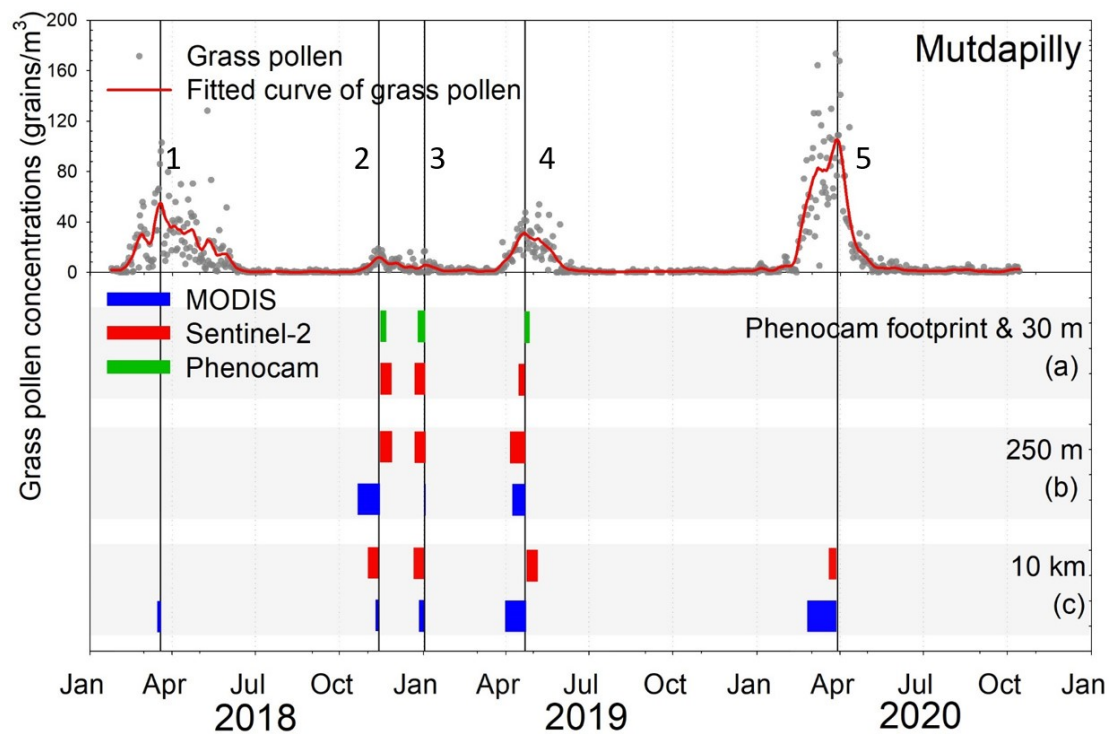 Grass pollen concentrations (grains/m³)
200
160
120
80
40
0
Mutdapilly
Grass pollen
Fitted curve of grass pollen
1
2
3
4
5
MODIS
Sentinel-2
Phenocam
Phenocam footprint & 30 m
(a)
250 m
(b)
10 km
(c)
Jan Apr Jul Oct Jan Apr Jul Oct Jan Apr Jul Oct Jan
2018 2019 2020